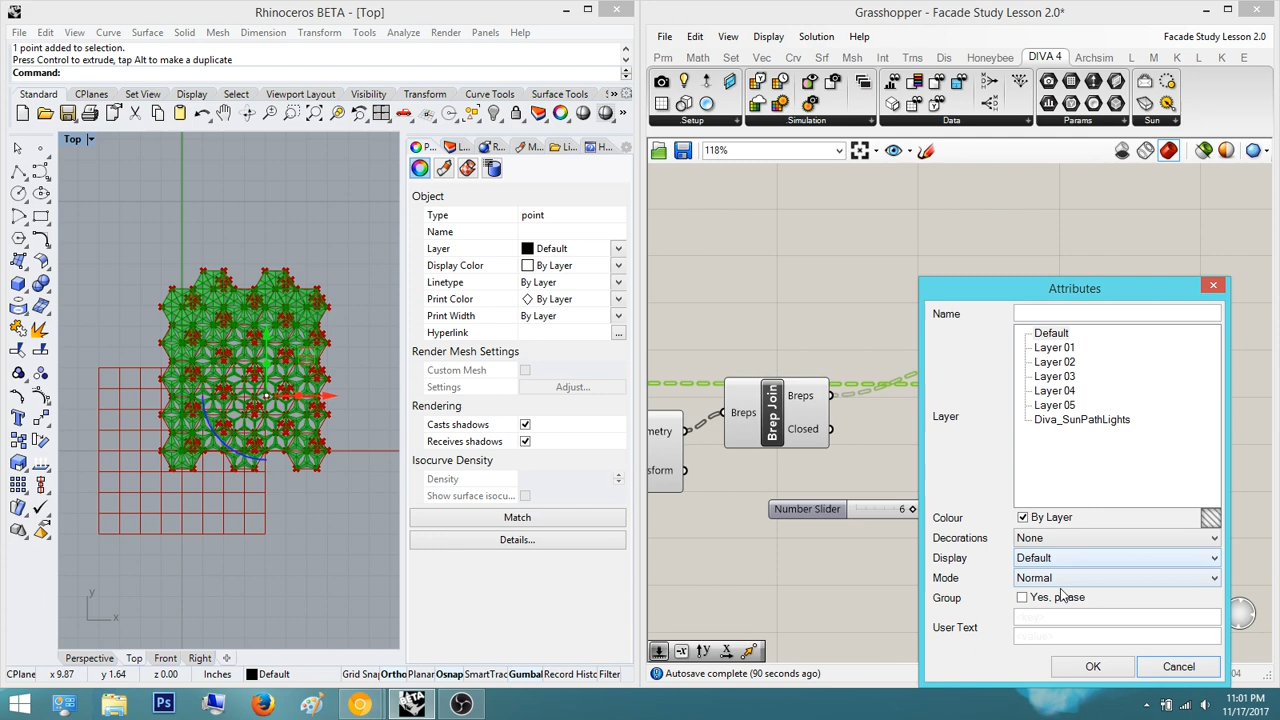 Rhinoceros BETA - [Top]
File Edit View Curve Surface Solid Mesh Dimension Transform Tools Analyze Render Panels Help
1 point added to selection.
Press Control to extrude, tap Alt to make a duplicate
Command:
Standard CPlanes Set View Display Select Viewport Layout Visibility Transform Curve Tools Surface Tools »
Top
P... L... R... M... Li... H...
Object
Type point
Name
Layer Default
Display Color By Layer
Linetype By Layer
Print Color By Layer
Print Width By Layer
Hyperlink ...
Render Mesh Settings
Custom Mesh
Settings Adjust...
Rendering
Casts shadows
Receives shadows
Isocurve Density
Density
Show surface isocu...
Match
Details...
y
x
Perspective Top Front Right
CPlane x 9.87 y 1.64 z 0.00 Inches Default Grid Snap Ortho Planar Osnap SmartTrac Gumbal Record Histo Filter
Grasshopper - Facade Study Lesson 2.0*
File Edit View Display Solution Help Facade Study Lesson 2.0*
Prm Math Set Vec Crv Srf Msh Int Trns Dis Honeybee DIVA 4 Archsim L M K L K E
.Setup .Simulation Data Params Sun
118%
metry
sform
Breps Brep Join Breps
Closed
Number Slider 6
Attributes
Name
Layer
Default
Layer 01
Layer 02
Layer 03
Layer 04
Layer 05
Diva_SunPathLights
Colour By Layer
Decorations None
Display Default
Mode Normal
Group Yes, please
User Text <key>
<value>
OK Cancel
Autosave complete (90 seconds ago)
11:01 PM
11/17/2017